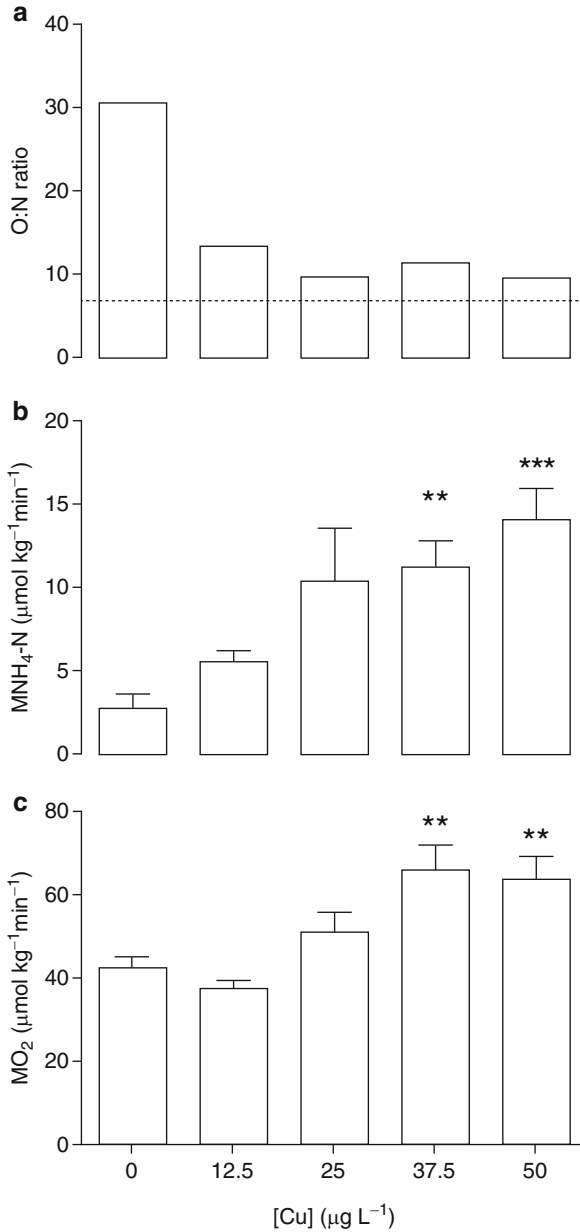 a
40
30
20
10
0
O:N ratio
b
20
15
10
5
0
MNH₄-N (μmol kg⁻¹min⁻¹)
**
***
c
80
60
40
20
0
MO₂ (μmol kg⁻¹min⁻¹)
**
**
0 12.5 25 37.5 50
[Cu] (μg L⁻¹)